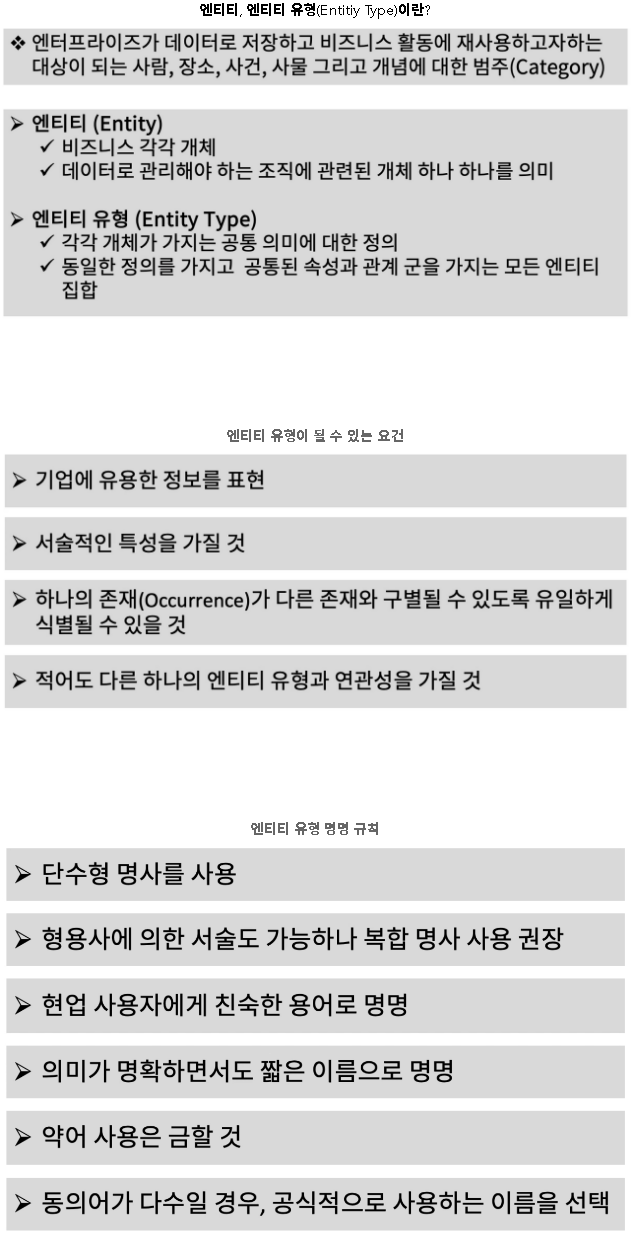 엔티티, 엔티티 유형(Entitiy Type)이란?
❖ 엔터프라이즈가 데이터로 저장하고 비즈니스 활동에 재사용하고자하는
대상이 되는 사람, 장소, 사건, 사물 그리고 개념에 대한 범주(Category)
➢ 엔티티 (Entity)
✓ 비즈니스 각각 개체
✓ 데이터로 관리해야 하는 조직에 관련된 개체 하나 하나를 의미
➢ 엔티티 유형 (Entity Type)
✓ 각각 개체가 가지는 공통 의미에 대한 정의
✓ 동일한 정의를 가지고 공통된 속성과 관계 군을 가지는 모든 엔티티
집합
엔티티 유형이 될 수 있는 요건
➢ 기업에 유용한 정보를 표현
➢ 서술적인 특성을 가질 것
➢ 하나의 존재(Occurrence)가 다른 존재와 구별될 수 있도록 유일하게
식별될 수 있을 것
➢ 적어도 다른 하나의 엔티티 유형과 연관성을 가질 것
엔티티 유형 명명 규칙
➢ 단수형 명사를 사용
➢ 형용사에 의한 서술도 가능하나 복합 명사 사용 권장
➢ 현업 사용자에게 친숙한 용어로 명명
➢ 의미가 명확하면서도 짧은 이름으로 명명
➢ 약어 사용은 금할 것
➢ 동의어가 다수일 경우, 공식적으로 사용하는 이름을 선택